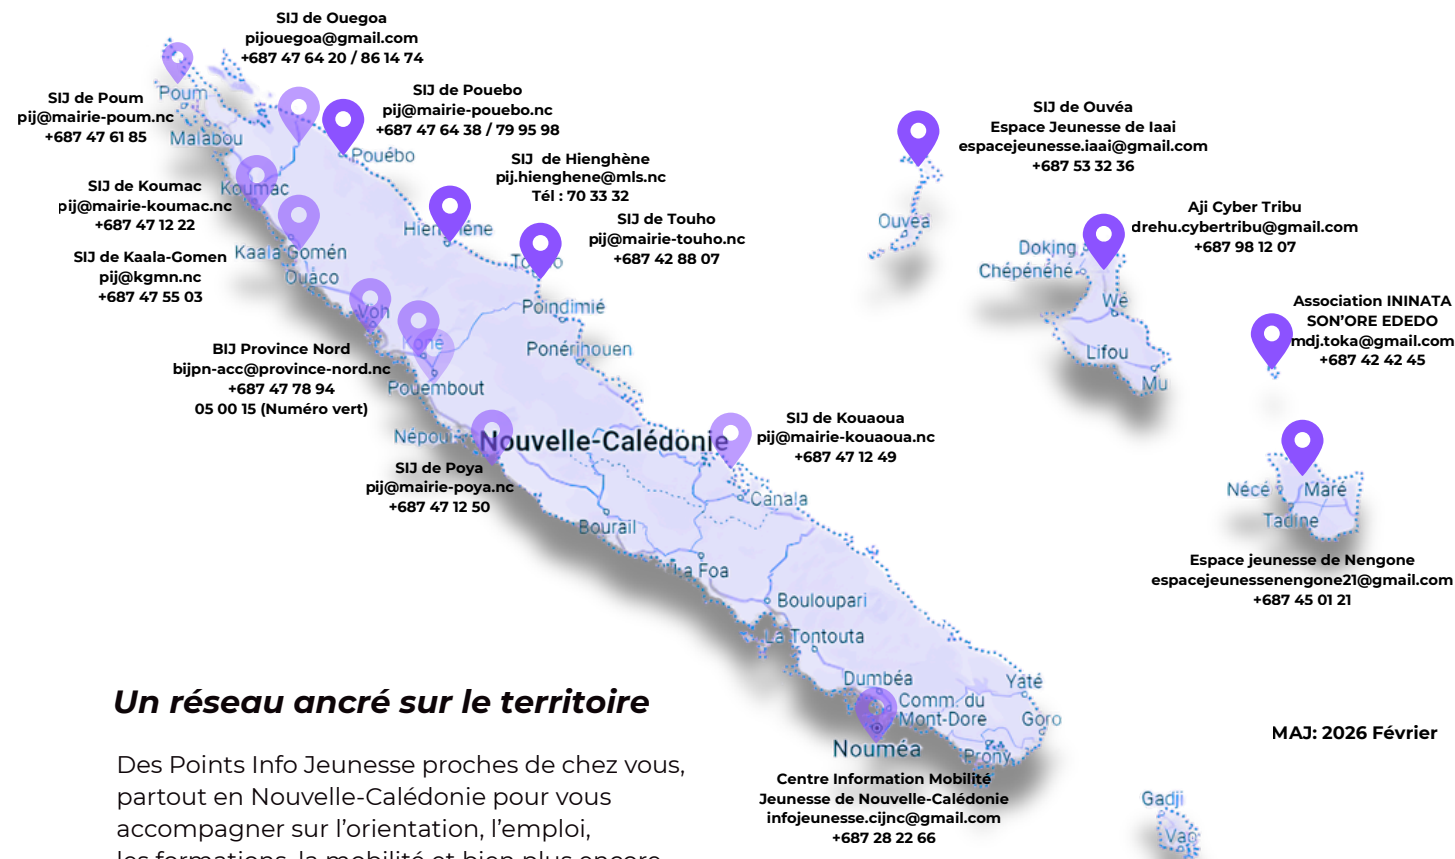 SIJ de Ouegoa
pijouegoa@gmail.com
+687 47 64 20 / 86 14 74
SIJ de Poum
pij@mairie-poum.nc
+687 47 61 85
Poum
Malabou
SIJ de Pouebo
pij@mairie-pouebo.nc
+687 47 64 38 / 79 95 98
Pouébo
SIJ de Hienghène
pij.hienghene@mls.nc
Tél : 70 33 32
SIJ de Koumac
pij@mairie-koumac.nc
+687 47 12 22
Koumac
SIJ de Touho
pij@mairie-touho.nc
+687 42 88 07
SIJ de Kaala-Gomen
pij@kgmn.nc
+687 47 55 03
Kaala-Gomén
Ouaco
Voh
Koné
Poindimié
Ponérihouen
Pouembout
BIJ Province Nord
bijpn-acc@province-nord.nc
+687 47 78 94
05 00 15 (Numéro vert)
Nouvelle-Calédonie
SIJ de Poya
pij@mairie-poya.nc
+687 47 12 50
SIJ de Kouaoua
pij@mairie-kouaoua.nc
+687 47 12 49
Canala
Bourail
La Foa
Bouloupari
La Tontouta
Dumbéa
Comm. du
Mont-Dore
Yaté
Goro
Prony
Nouméa
Centre Information Mobilité
Jeunesse de Nouvelle-Calédonie
infojeunesse.cijnc@gmail.com
+687 28 22 66
SIJ de Ouvéa
Espace Jeunesse de Iaai
espacejeunesse.iaai@gmail.com
+687 53 32 36
Ouvéa
Aji Cyber Tribu
drehu.cybertribu@gmail.com
+687 98 12 07
Doking
Chépénéhé
Wé
Lifou
Mu
Association ININATA
SON’ORE EDEDO
mdj.toka@gmail.com
+687 42 42 45
Nécé
Maré
Tadine
Espace jeunesse de Nengone
espacejeunessenengone21@gmail.com
+687 45 01 21
MAJ: 2026 Février
Gadji
Vao
Un réseau ancré sur le territoire
Des Points Info Jeunesse proches de chez vous,
partout en Nouvelle-Calédonie pour vous
accompagner sur l’orientation, l’emploi,
les formations, la mobilité et bien plus encore